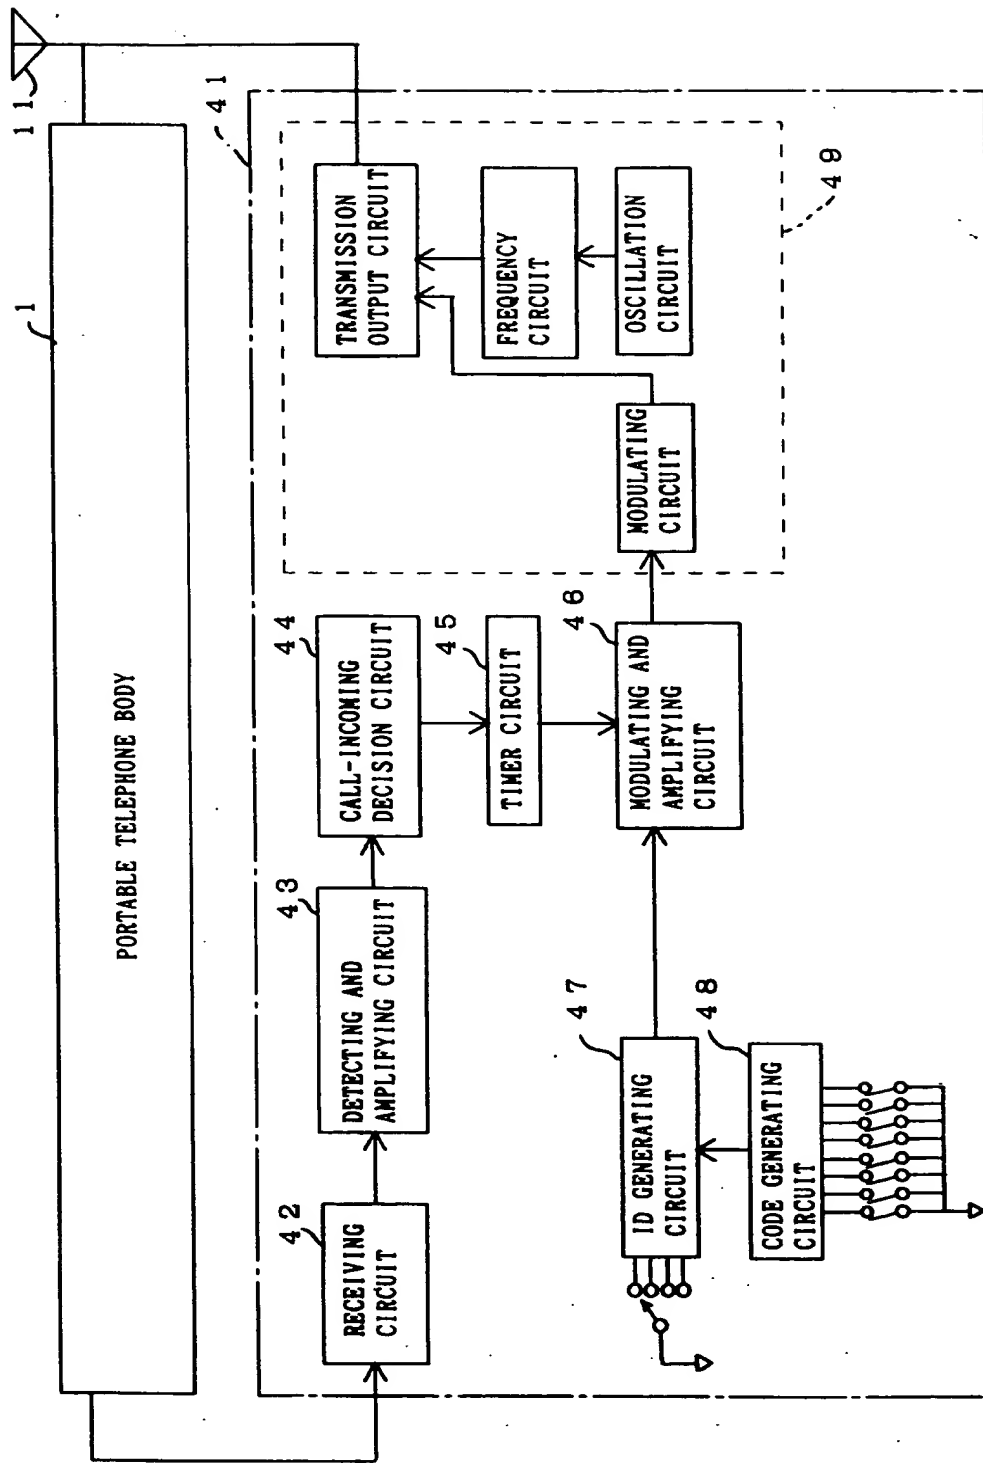 1
PORTABLE TELEPHONE BODY
11
41
42
RECEIVING
CIRCUIT
43
DETECTING AND
AMPLIFYING CIRCUIT
44
CALL-INCOMING
DECISION CIRCUIT
TRANSMISSION
OUTPUT CIRCUIT
45
TIMER CIRCUIT
FREQUENCY
CIRCUIT
47
ID GENERATING
CIRCUIT
46
MODULATING AND
AMPLIFYING
CIRCUIT
MODULATING
CIRCUIT
OSCILLATION
CIRCUIT
48
CODE GENERATING
CIRCUIT
49